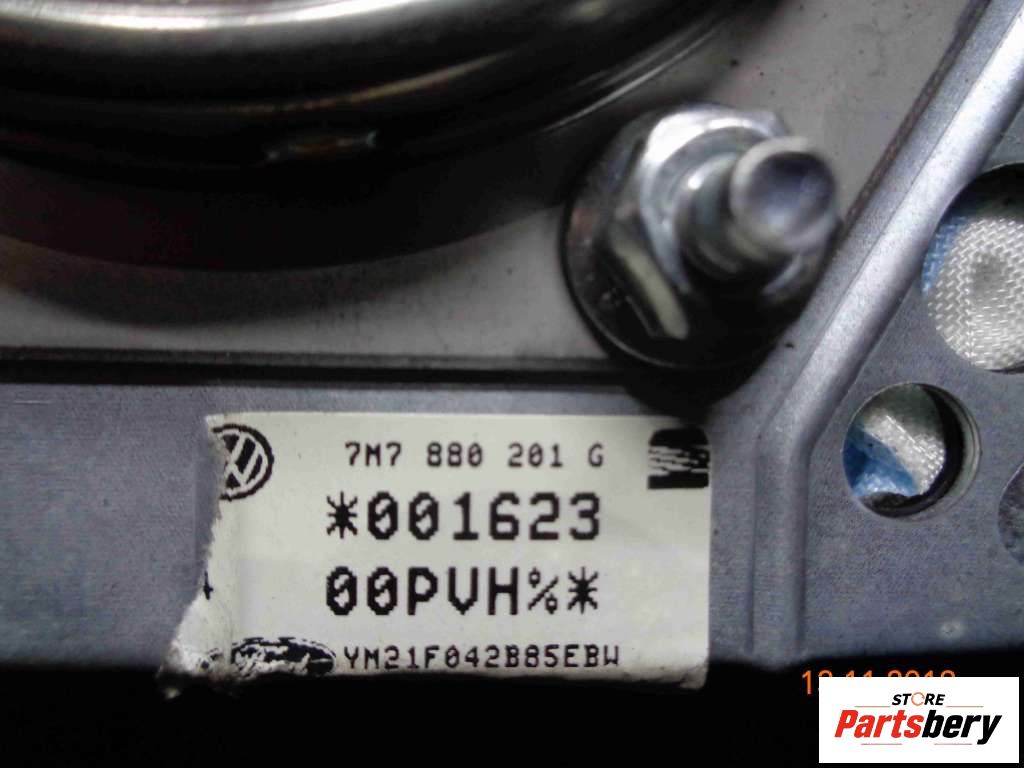 7M7 880 201 G
*001623
00PVH%*
YM21F042B85EBW
STORE
Partsbery